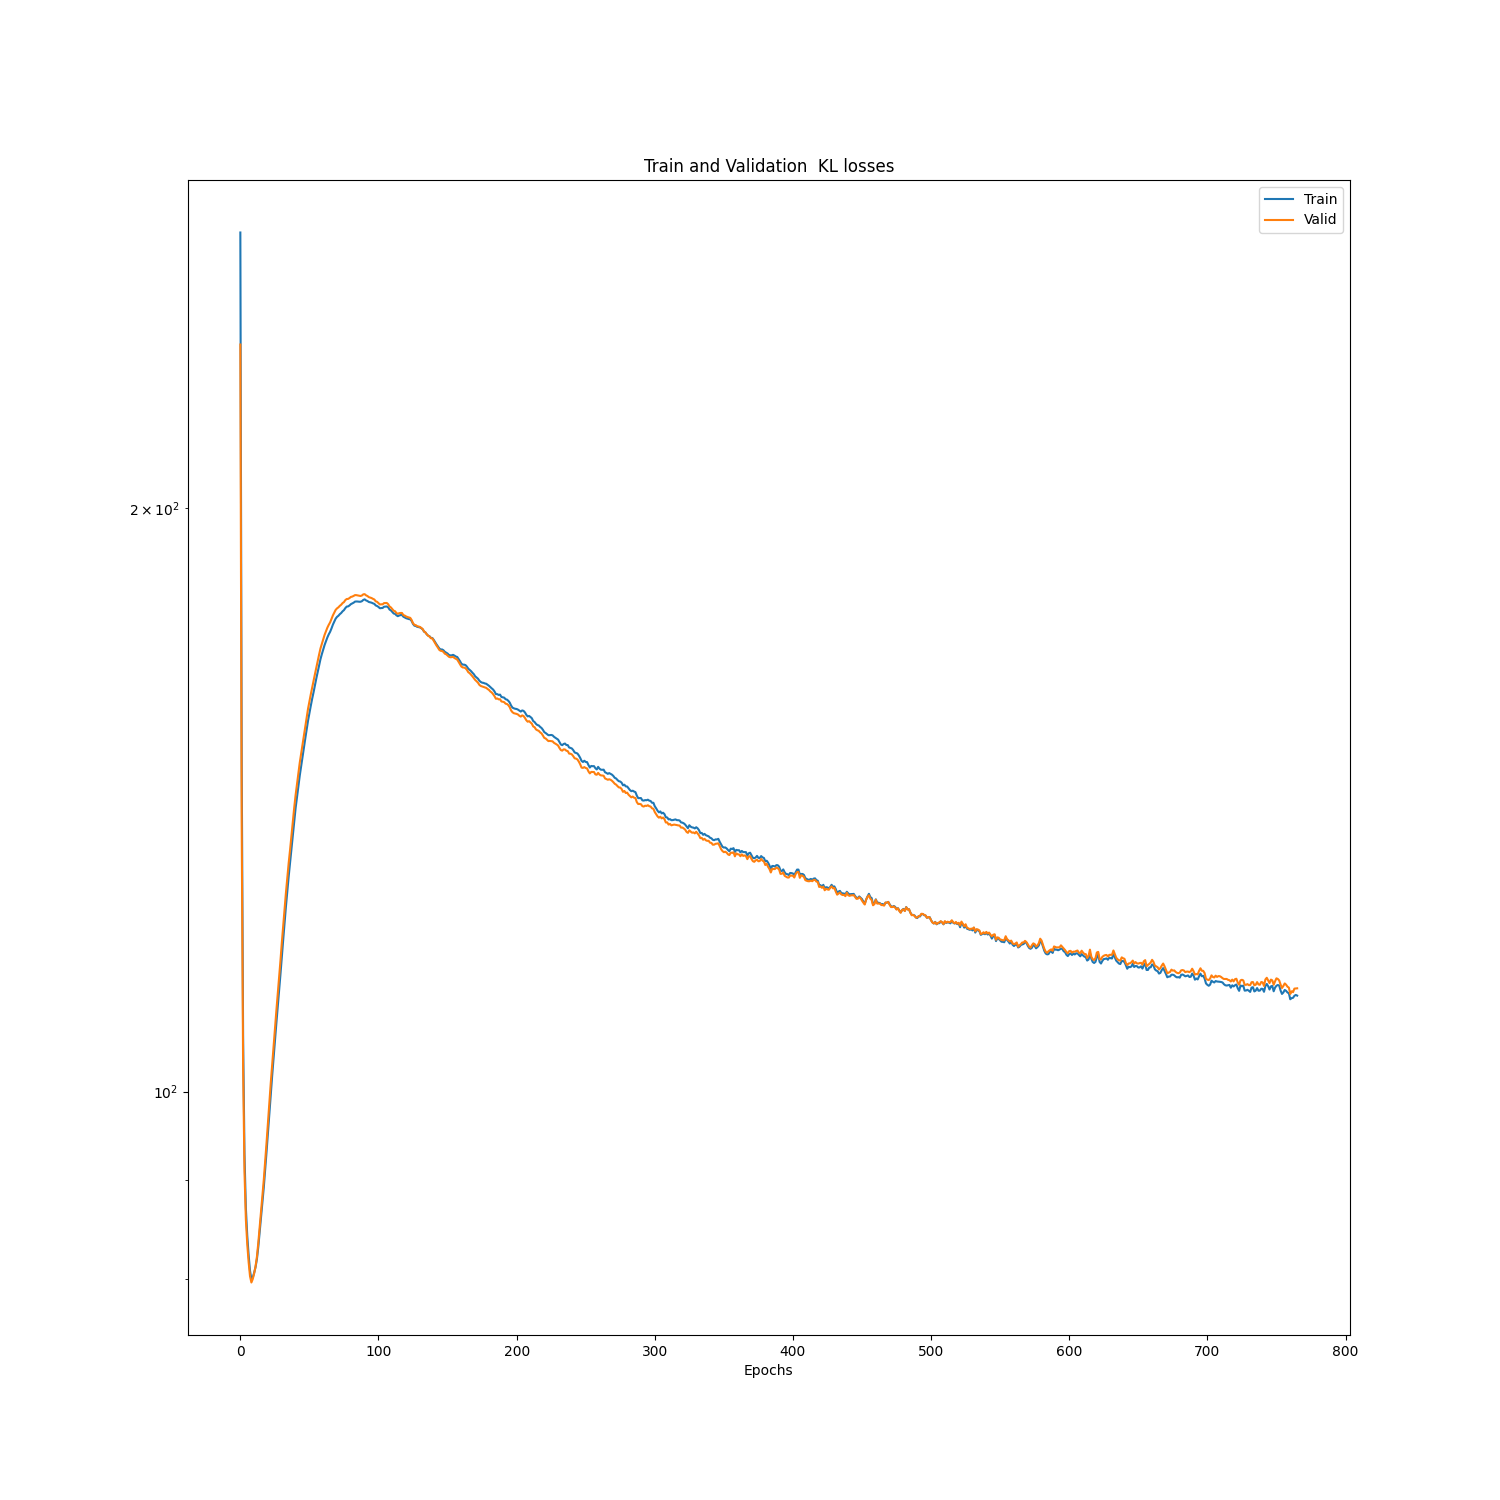 Train and Validation  KL losses
Train
Valid
2 × 10²
10²
0 100 200 300 400 500 600 700 800
Epochs